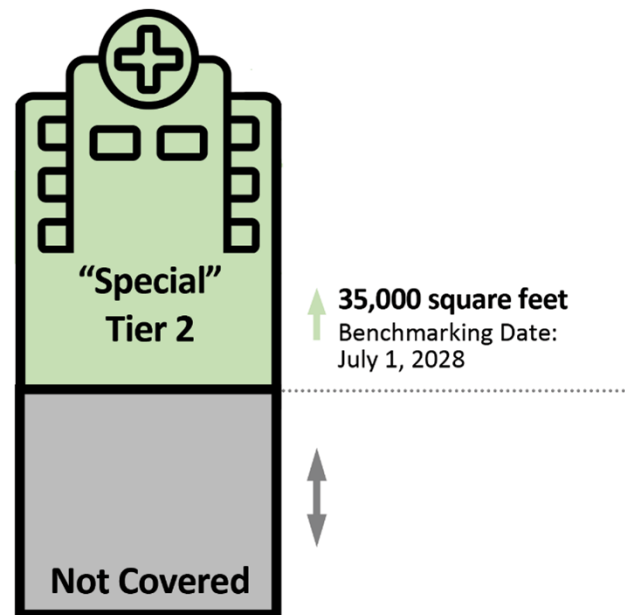 “Special”
Tier 2
35,000 square feet
Benchmarking Date:
July 1, 2028
Not Covered